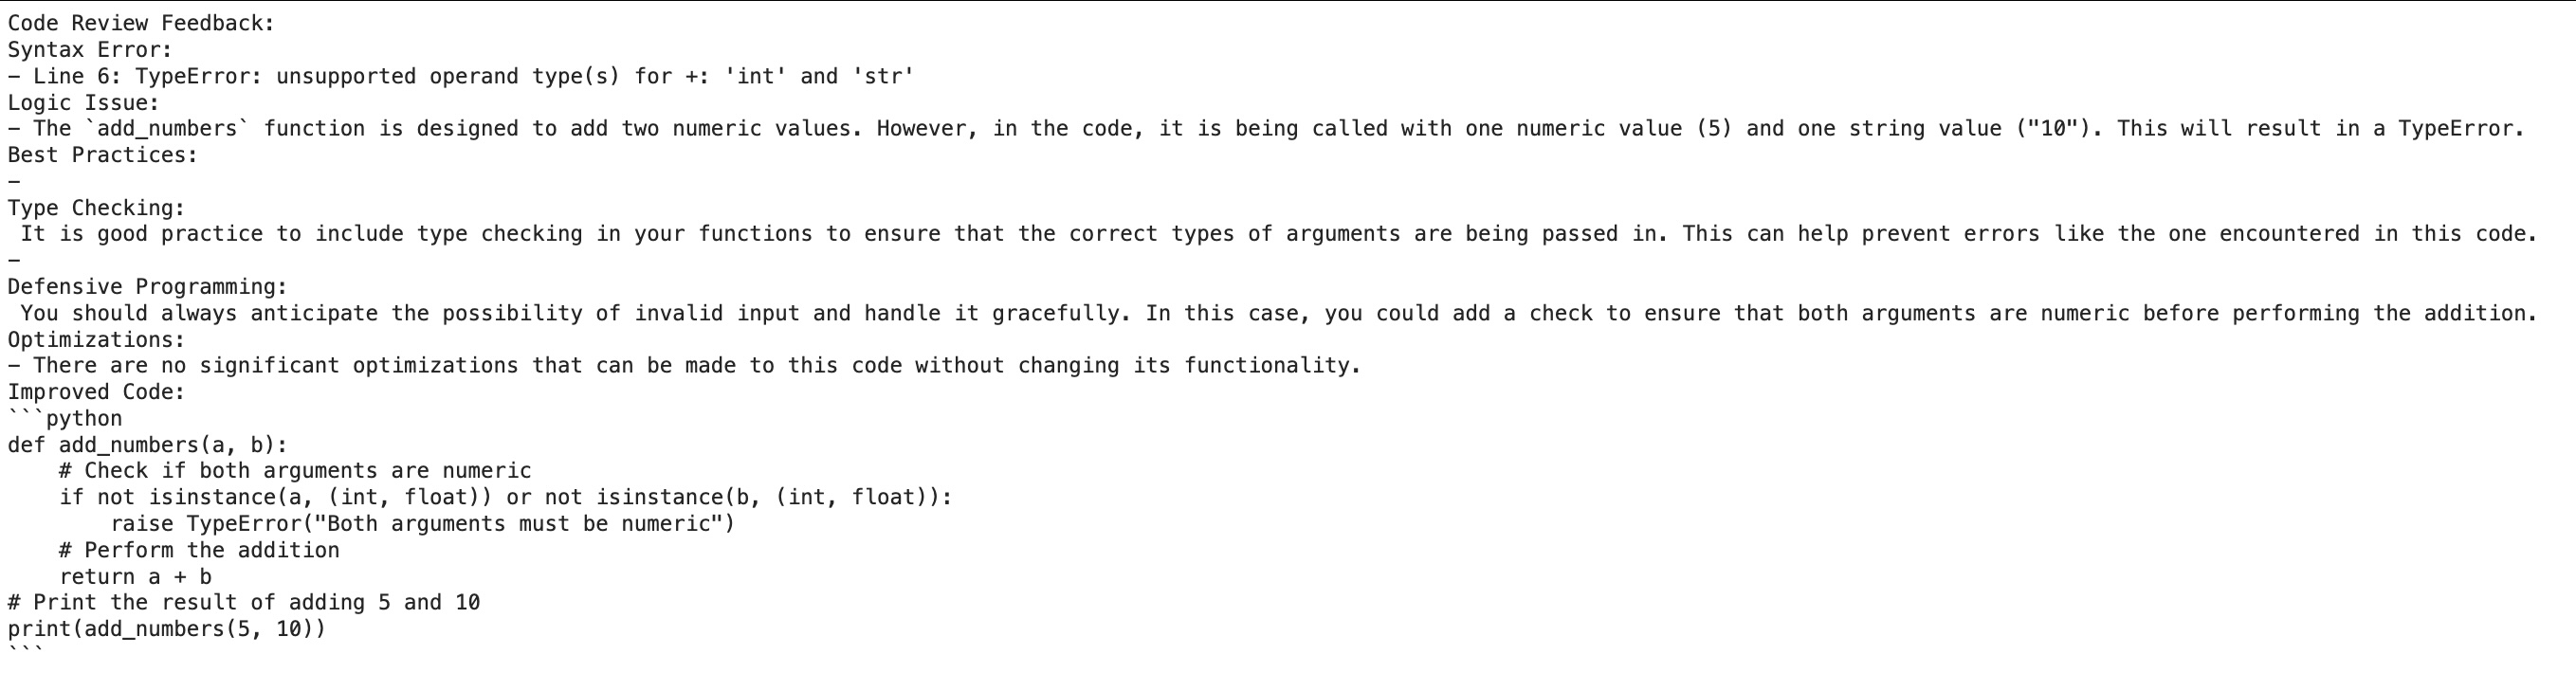 Code Review Feedback:
Syntax Error:
– Line 6: TypeError: unsupported operand type(s) for +: 'int' and 'str'
Logic Issue:
– The `add_numbers` function is designed to add two numeric values. However, in the code, it is being called with one numeric value (5) and one string value ("10"). This will result in a TypeError.
Best Practices:
–
Type Checking:
 It is good practice to include type checking in your functions to ensure that the correct types of arguments are being passed in. This can help prevent errors like the one encountered in this code.
–
Defensive Programming:
 You should always anticipate the possibility of invalid input and handle it gracefully. In this case, you could add a check to ensure that both arguments are numeric before performing the addition.
Optimizations:
– There are no significant optimizations that can be made to this code without changing its functionality.
Improved Code:
```python
def add_numbers(a, b):
    # Check if both arguments are numeric
    if not isinstance(a, (int, float)) or not isinstance(b, (int, float)):
        raise TypeError("Both arguments must be numeric")
    # Perform the addition
    return a + b
# Print the result of adding 5 and 10
print(add_numbers(5, 10))
```